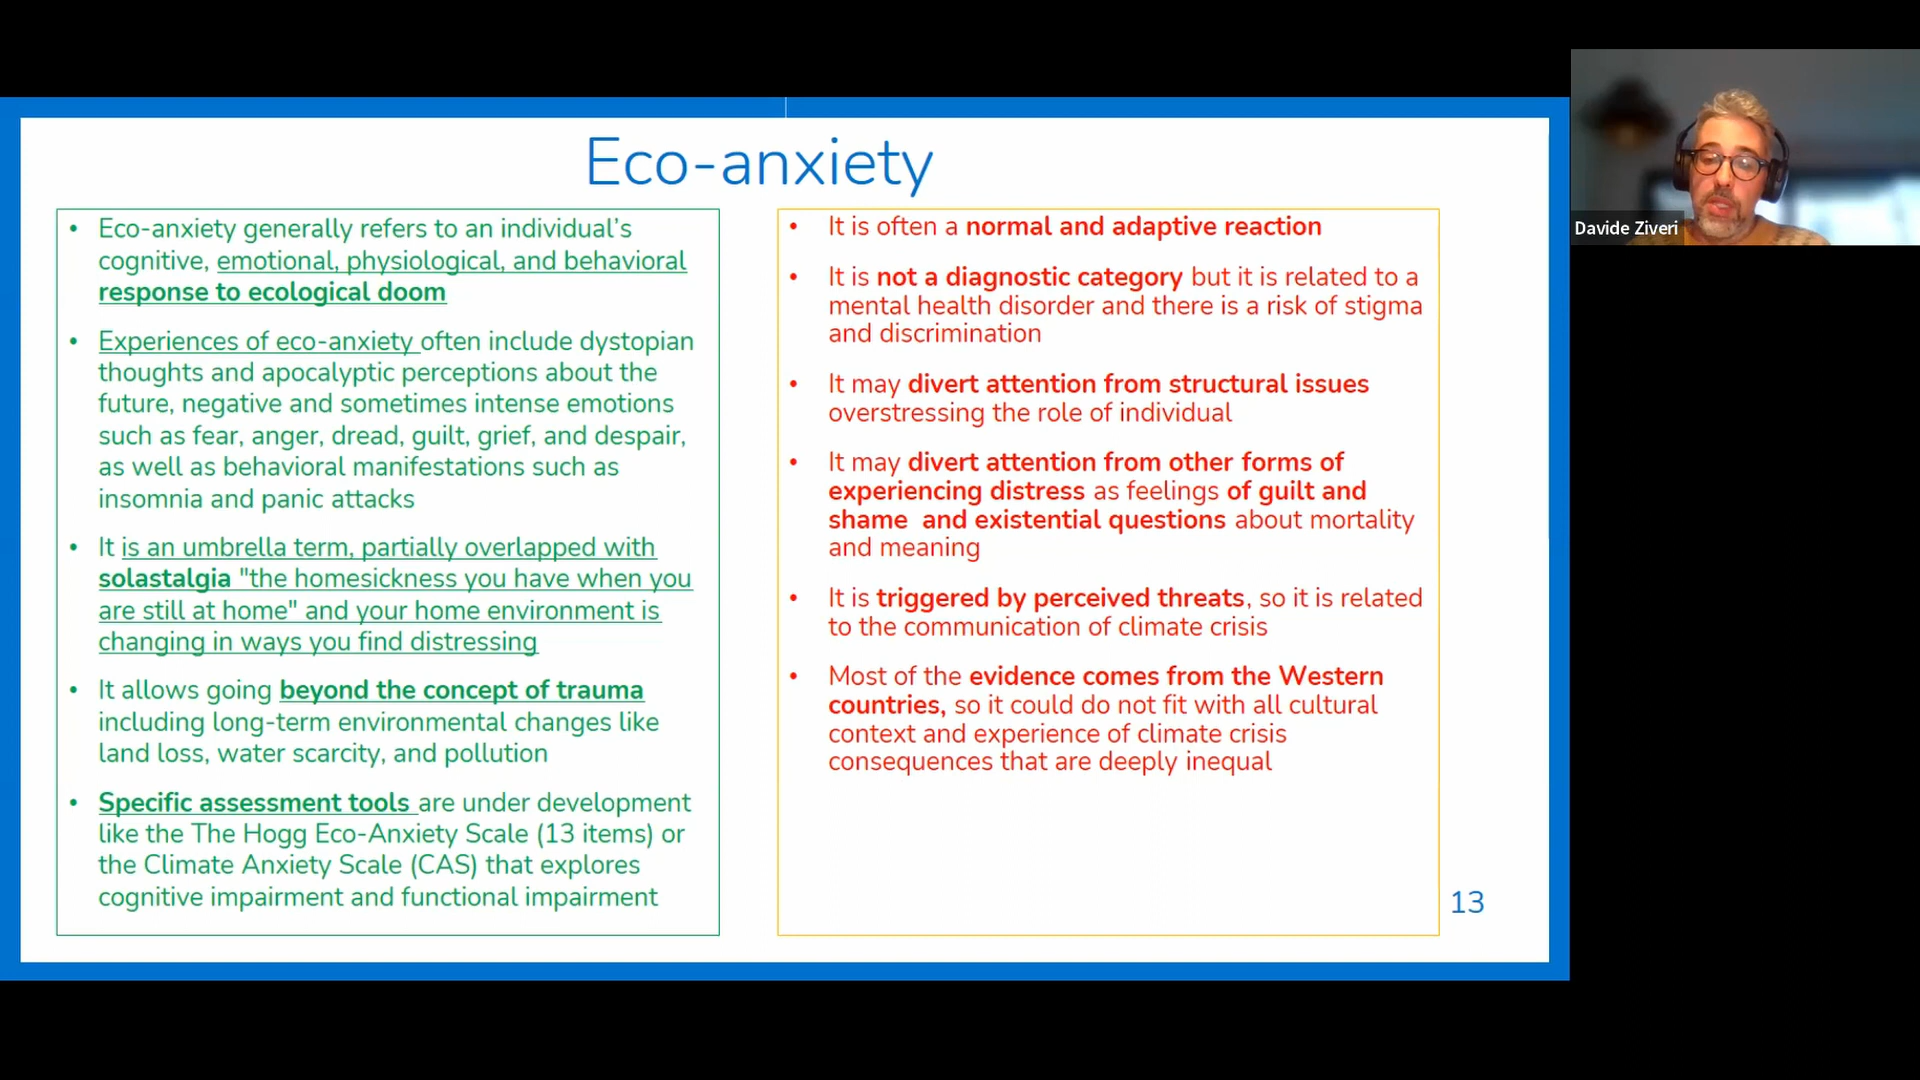 Eco-anxiety
• Eco-anxiety generally refers to an individual’s
cognitive, emotional, physiological, and behavioral
response to ecological doom
• Experiences of eco-anxiety often include dystopian
thoughts and apocalyptic perceptions about the
future, negative and sometimes intense emotions
such as fear, anger, dread, guilt, grief, and despair,
as well as behavioral manifestations such as
insomnia and panic attacks
• It is an umbrella term, partially overlapped with
solastalgia "the homesickness you have when you
are still at home" and your home environment is
changing in ways you find distressing
• It allows going beyond the concept of trauma
including long-term environmental changes like
land loss, water scarcity, and pollution
• Specific assessment tools are under development
like the The Hogg Eco-Anxiety Scale (13 items) or
the Climate Anxiety Scale (CAS) that explores
cognitive impairment and functional impairment
• It is often a normal and adaptive reaction
• It is not a diagnostic category but it is related to a
mental health disorder and there is a risk of stigma
and discrimination
• It may divert attention from structural issues
overstressing the role of individual
• It may divert attention from other forms of
experiencing distress as feelings of guilt and
shame  and existential questions about mortality
and meaning
• It is triggered by perceived threats, so it is related
to the communication of climate crisis
• Most of the evidence comes from the Western
countries, so it could do not fit with all cultural
context and experience of climate crisis
consequences that are deeply inequal
13
Davide Ziveri